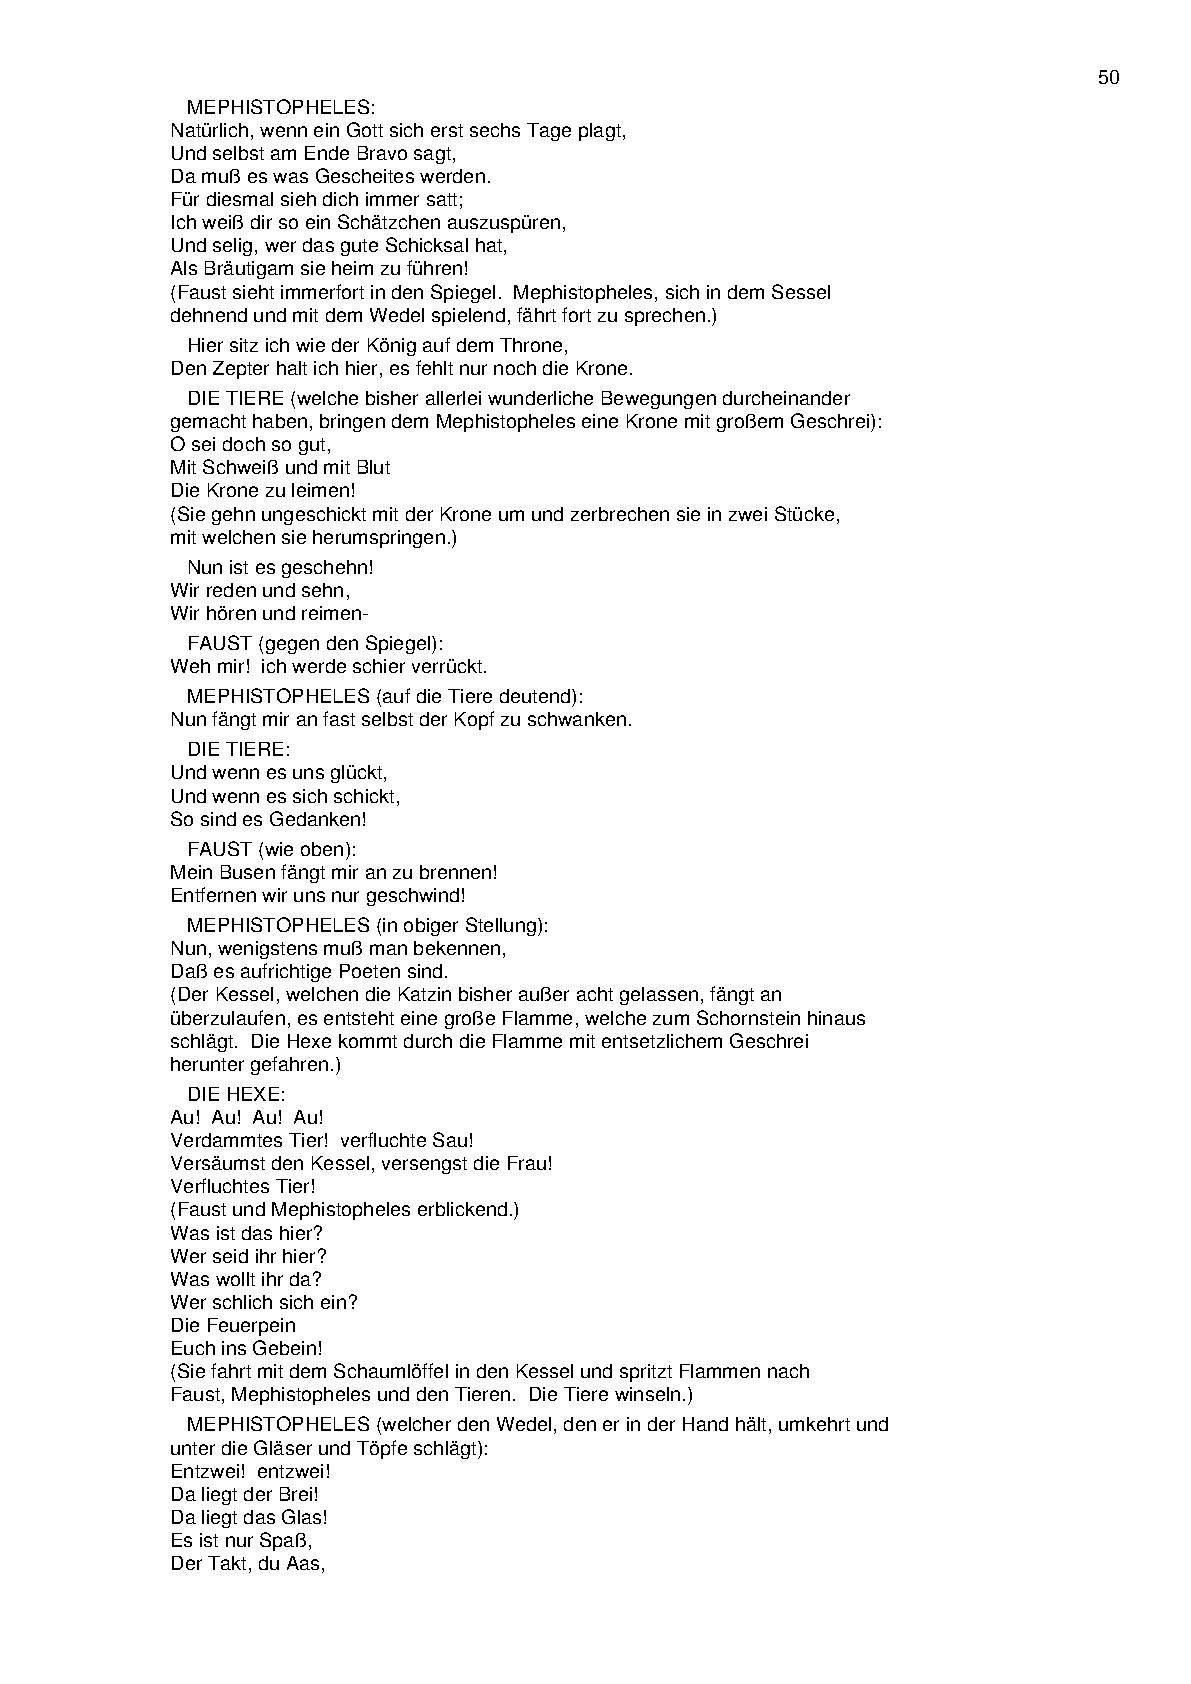 50
MEPHISTOPHELES:
Natürlich, wenn ein Gott sich erst sechs Tage plagt,
Und selbst am Ende Bravo sagt,
Da muß es was Gescheites werden.
Für diesmal sieh dich immer satt;
Ich weiß dir so ein Schätzchen auszuspüren,
Und selig, wer das gute Schicksal hat,
Als Bräutigam sie heim zu führen!
(Faust sieht immerfort in den Spiegel.  Mephistopheles, sich in dem Sessel
dehnend und mit dem Wedel spielend, fährt fort zu sprechen.)
Hier sitz ich wie der König auf dem Throne,
Den Zepter halt ich hier, es fehlt nur noch die Krone.
DIE TIERE (welche bisher allerlei wunderliche Bewegungen durcheinander
gemacht haben, bringen dem Mephistopheles eine Krone mit großem Geschrei):
O sei doch so gut,
Mit Schweiß und mit Blut
Die Krone zu leimen!
(Sie gehn ungeschickt mit der Krone um und zerbrechen sie in zwei Stücke,
mit welchen sie herumspringen.)
Nun ist es geschehn!
Wir reden und sehn,
Wir hören und reimen-
FAUST (gegen den Spiegel):
Weh mir!  ich werde schier verrückt.
MEPHISTOPHELES (auf die Tiere deutend):
Nun fängt mir an fast selbst der Kopf zu schwanken.
DIE TIERE:
Und wenn es uns glückt,
Und wenn es sich schickt,
So sind es Gedanken!
FAUST (wie oben):
Mein Busen fängt mir an zu brennen!
Entfernen wir uns nur geschwind!
MEPHISTOPHELES (in obiger Stellung):
Nun, wenigstens muß man bekennen,
Daß es aufrichtige Poeten sind.
(Der Kessel, welchen die Katzin bisher außer acht gelassen, fängt an
überzulaufen, es entsteht eine große Flamme, welche zum Schornstein hinaus
schlägt.  Die Hexe kommt durch die Flamme mit entsetzlichem Geschrei
herunter gefahren.)
DIE HEXE:
Au!  Au!  Au!  Au!
Verdammtes Tier!  verfluchte Sau!
Versäumst den Kessel, versengst die Frau!
Verfluchtes Tier!
(Faust und Mephistopheles erblickend.)
Was ist das hier?
Wer seid ihr hier?
Was wollt ihr da?
Wer schlich sich ein?
Die Feuerpein
Euch ins Gebein!
(Sie fahrt mit dem Schaumlöffel in den Kessel und spritzt Flammen nach
Faust, Mephistopheles und den Tieren.  Die Tiere winseln.)
MEPHISTOPHELES (welcher den Wedel, den er in der Hand hält, umkehrt und
unter die Gläser und Töpfe schlägt):
Entzwei!  entzwei!
Da liegt der Brei!
Da liegt das Glas!
Es ist nur Spaß,
Der Takt, du Aas,